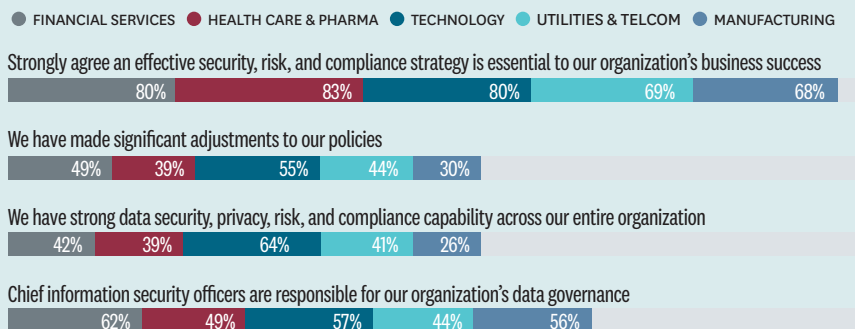 FINANCIAL SERVICES HEALTH CARE & PHARMA TECHNOLOGY UTILITIES & TELCOM MANUFACTURING
Strongly agree an effective security, risk, and compliance strategy is essential to our organization's business success
80% 83% 80% 69% 68%
We have made significant adjustments to our policies
49% 39% 55% 44% 30%
We have strong data security, privacy, risk, and compliance capability across our entire organization
42% 39% 64% 41% 26%
Chief information security officers are responsible for our organization's data governance
62% 49% 57% 44% 56%